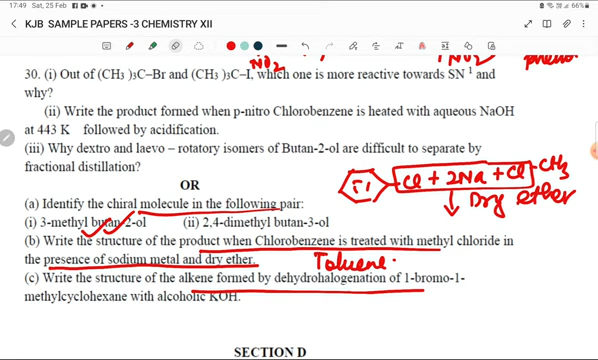 17:49 Sat, 25 Feb
66%
KJB SAMPLE PAPERS -3 CHEMISTRY XII
NO2
NO2
30. (i) Out of (CH3 )3C–Br and (CH3 )3C–I, which one is more reactive towards SN 1 and
why?
(ii) Write the product formed when p-nitro Chlorobenzene is heated with aqueous NaOH
at 443 K followed by acidification.
(iii) Why dextro and laevo – rotatory isomers of Butan-2-ol are difficult to separate by
fractional distillation?
Cl + 2Na + Cl-CH3
OR
Dry ether
(a) Identify the chiral molecule in the following pair:
(i) 3-methyl butan-2-ol (ii) 2,4-dimethyl butan-3-ol
(b) Write the structure of the product when Chlorobenzene is treated with methyl chloride in
the presence of sodium metal and dry ether.
Toluene.
(c) Write the structure of the alkene formed by dehydrohalogenation of 1-bromo-1-
methylcyclohexane with alcoholic KOH.
SECTION D